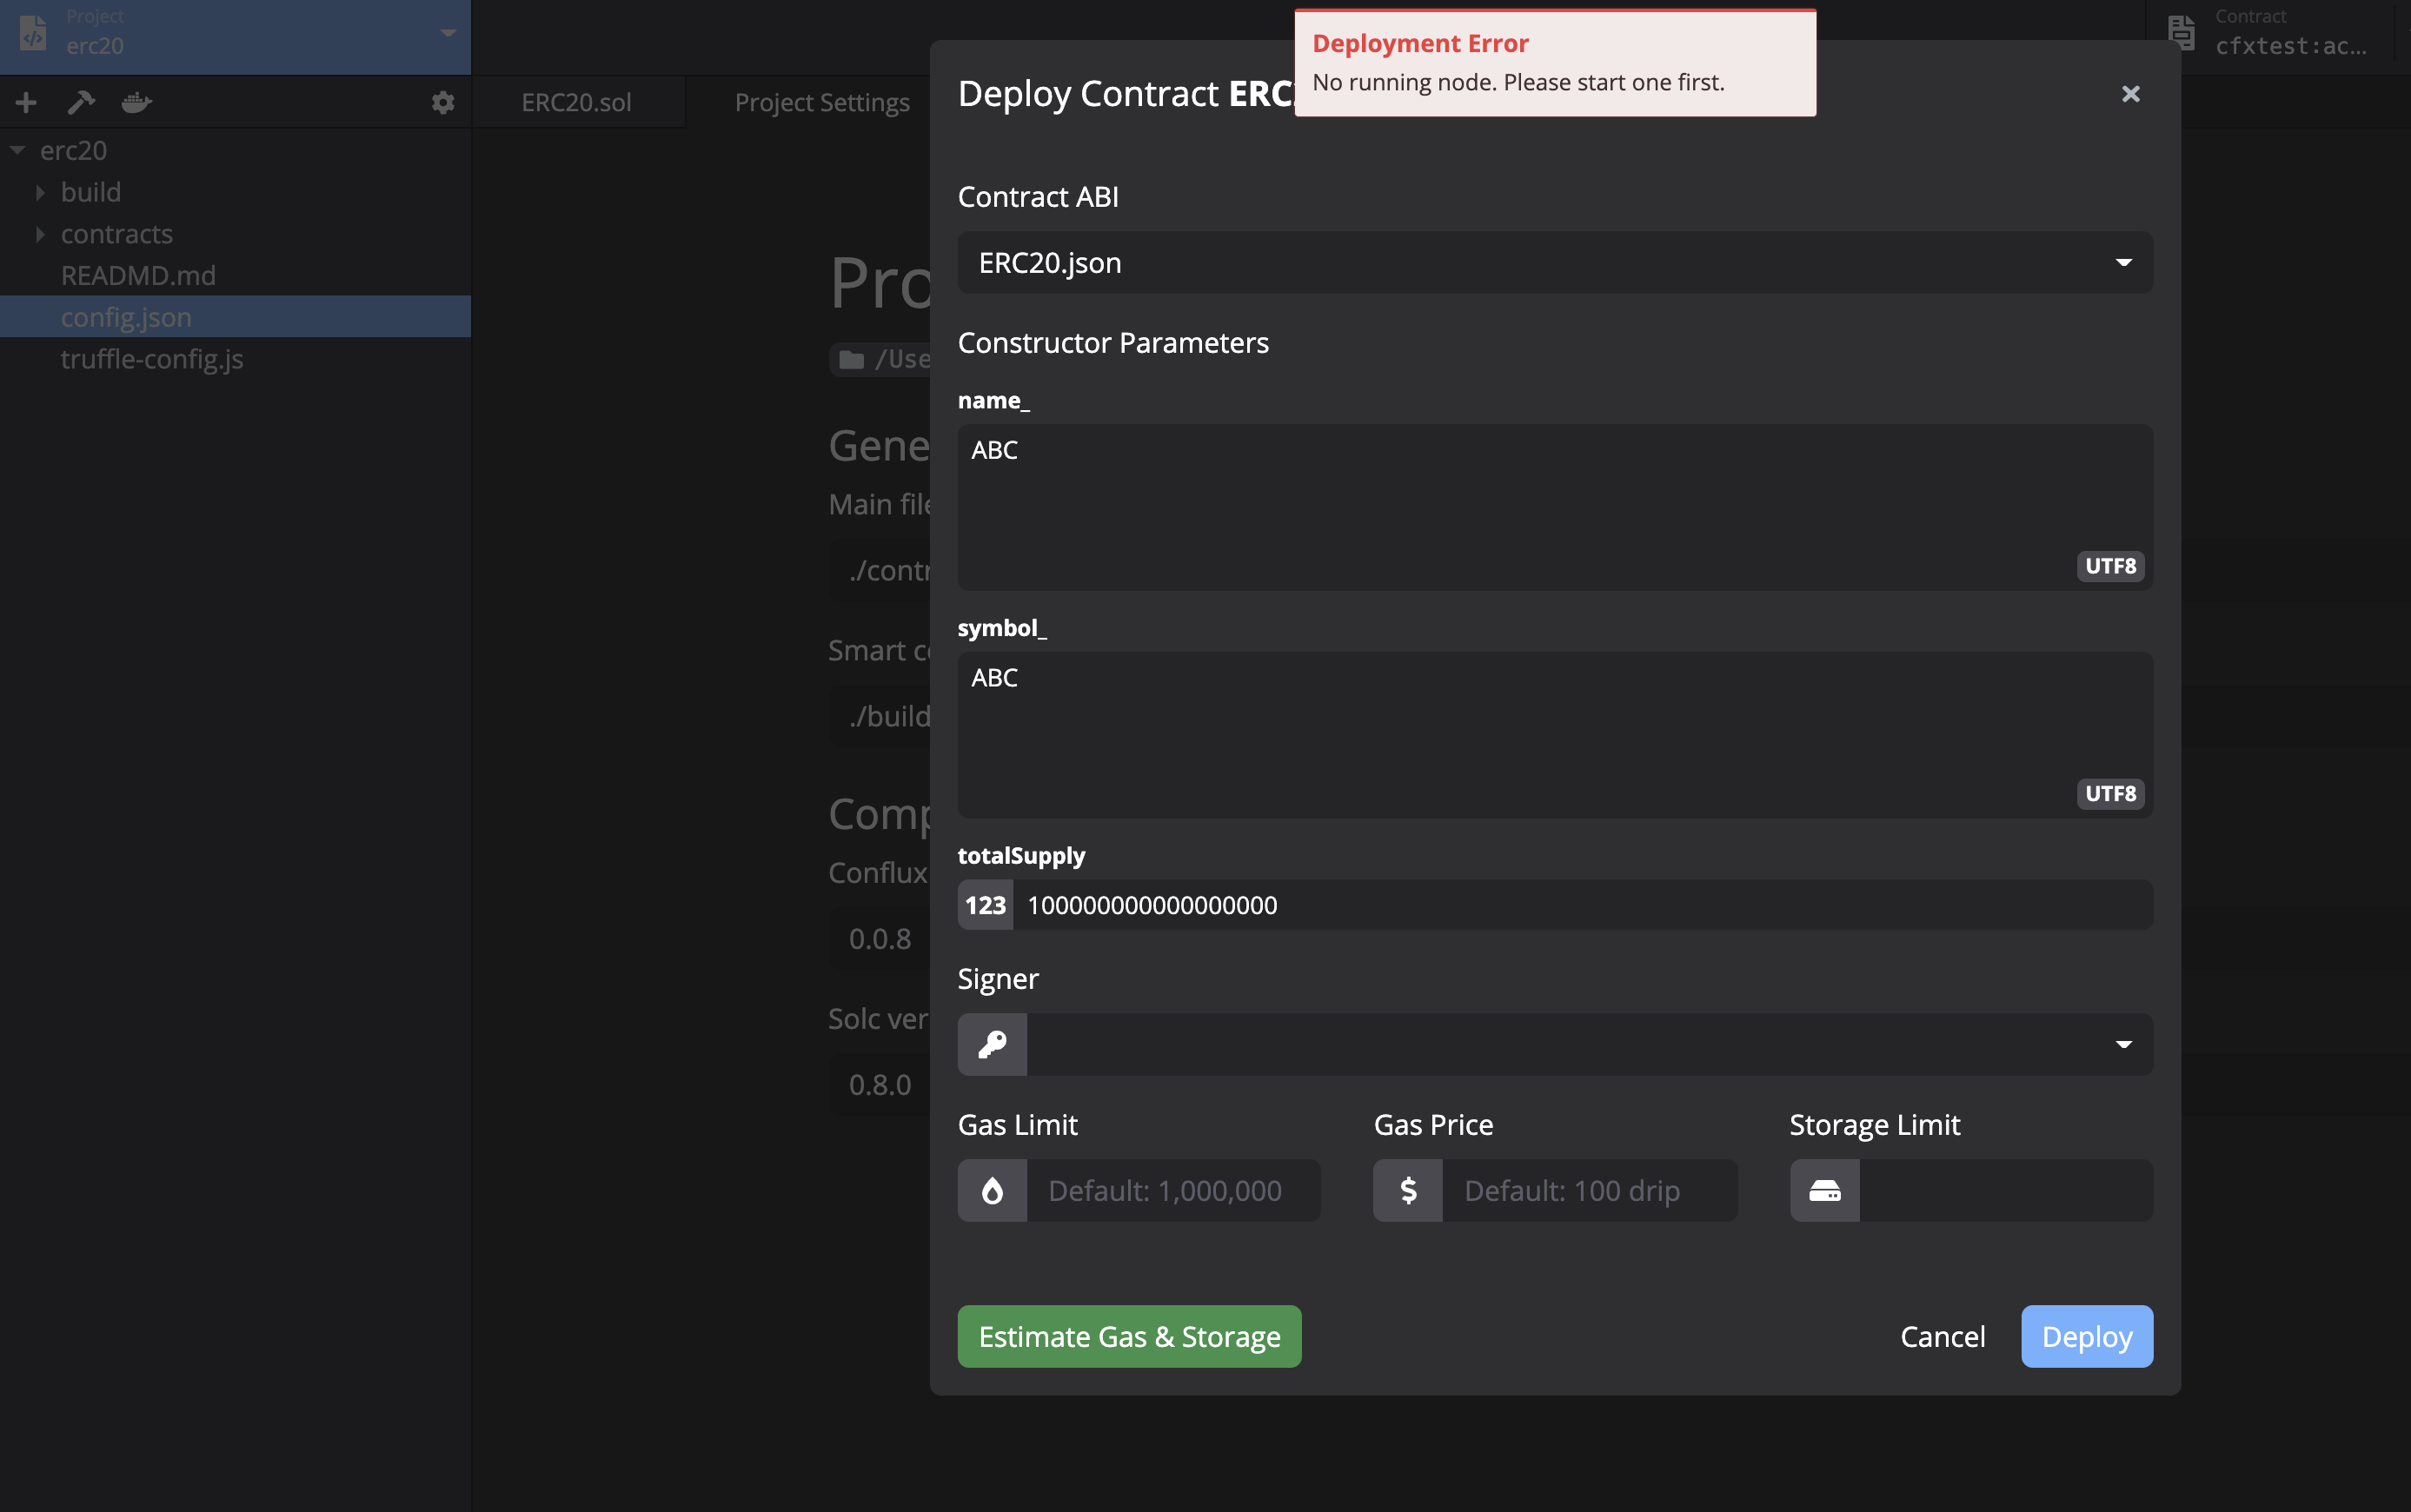 Project
erc20
Contract
cfxtest:ac...
Deployment Error
No running node. Please start one first.
ERC20.sol
Project Settings
Deploy Contract ERC
erc20
build
contracts
READMD.md
config.json
truffle-config.js
Pro
/Use
Gene
Main file
./contr
Smart co
./build
Comp
Conflux
0.0.8
Solc ver
0.8.0
Contract ABI
ERC20.json
Constructor Parameters
name_
ABC
UTF8
symbol_
ABC
UTF8
totalSupply
123 100000000000000000
Signer
Gas Limit
Gas Price
Storage Limit
Default: 1,000,000
$ Default: 100 drip
Estimate Gas & Storage
Cancel
Deploy